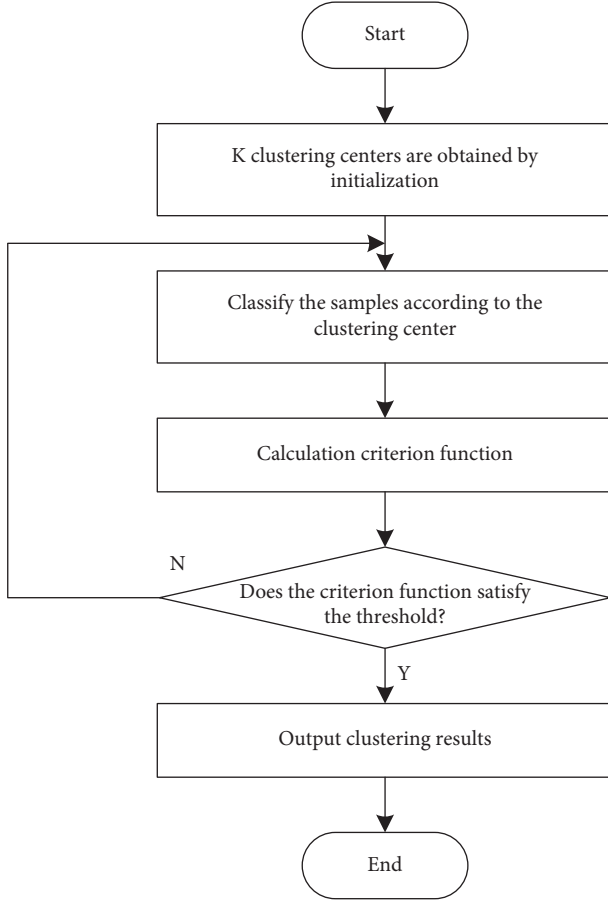 Start
K clustering centers are obtained by
initialization
Classify the samples according to the
clustering center
Calculation criterion function
N
Does the criterion function satisfy
the threshold?
Y
Output clustering results
End